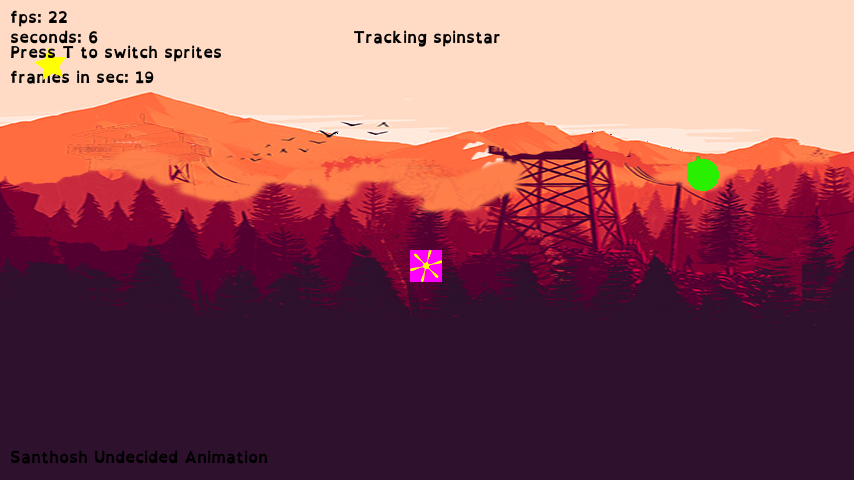 fps: 22
seconds: 6
Tracking spinstar
Press T to switch sprites
frames in sec: 19
Santhosh Undecided Animation